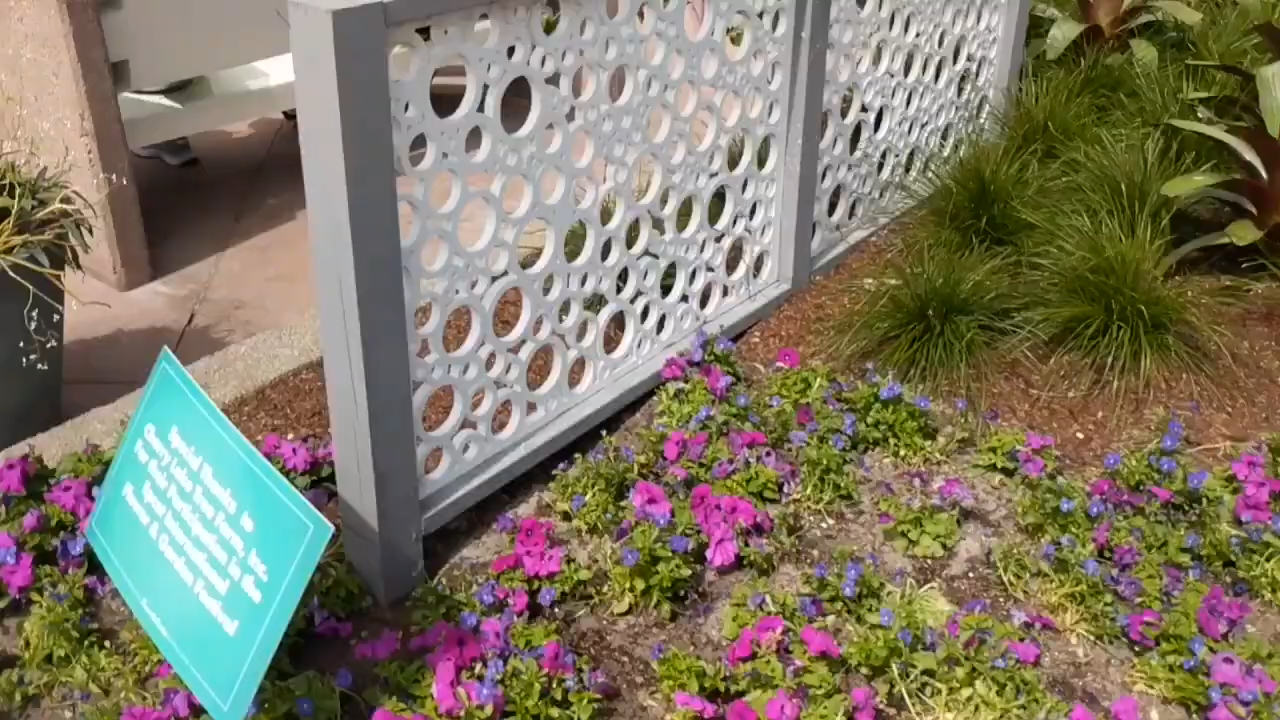 Special Thanks to
Cherry Lake Tree Farm, Inc.
For their Participation in the
Epcot International
Flower & Garden Festival